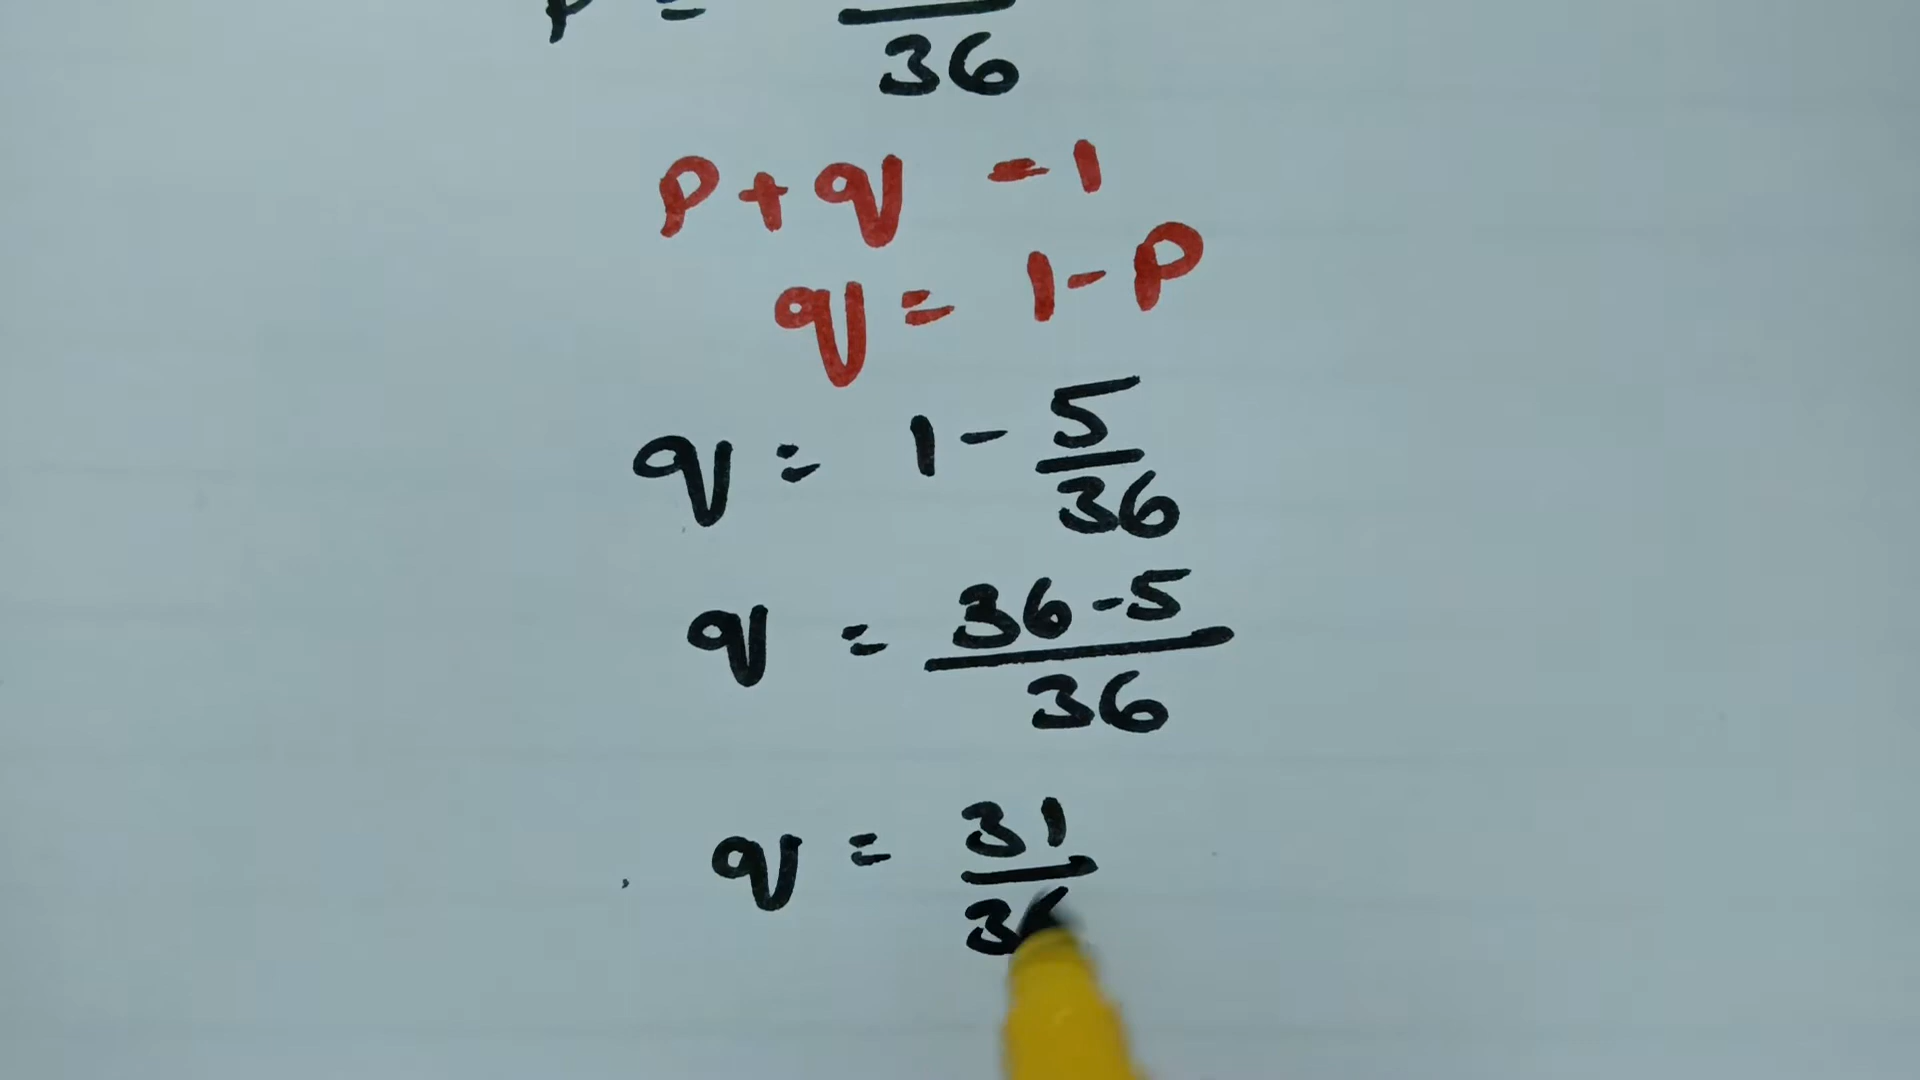 P = 36
P + q = 1
q = 1 - P
q = 1 - 5/36
q = 36 - 5/36
q = 31/36